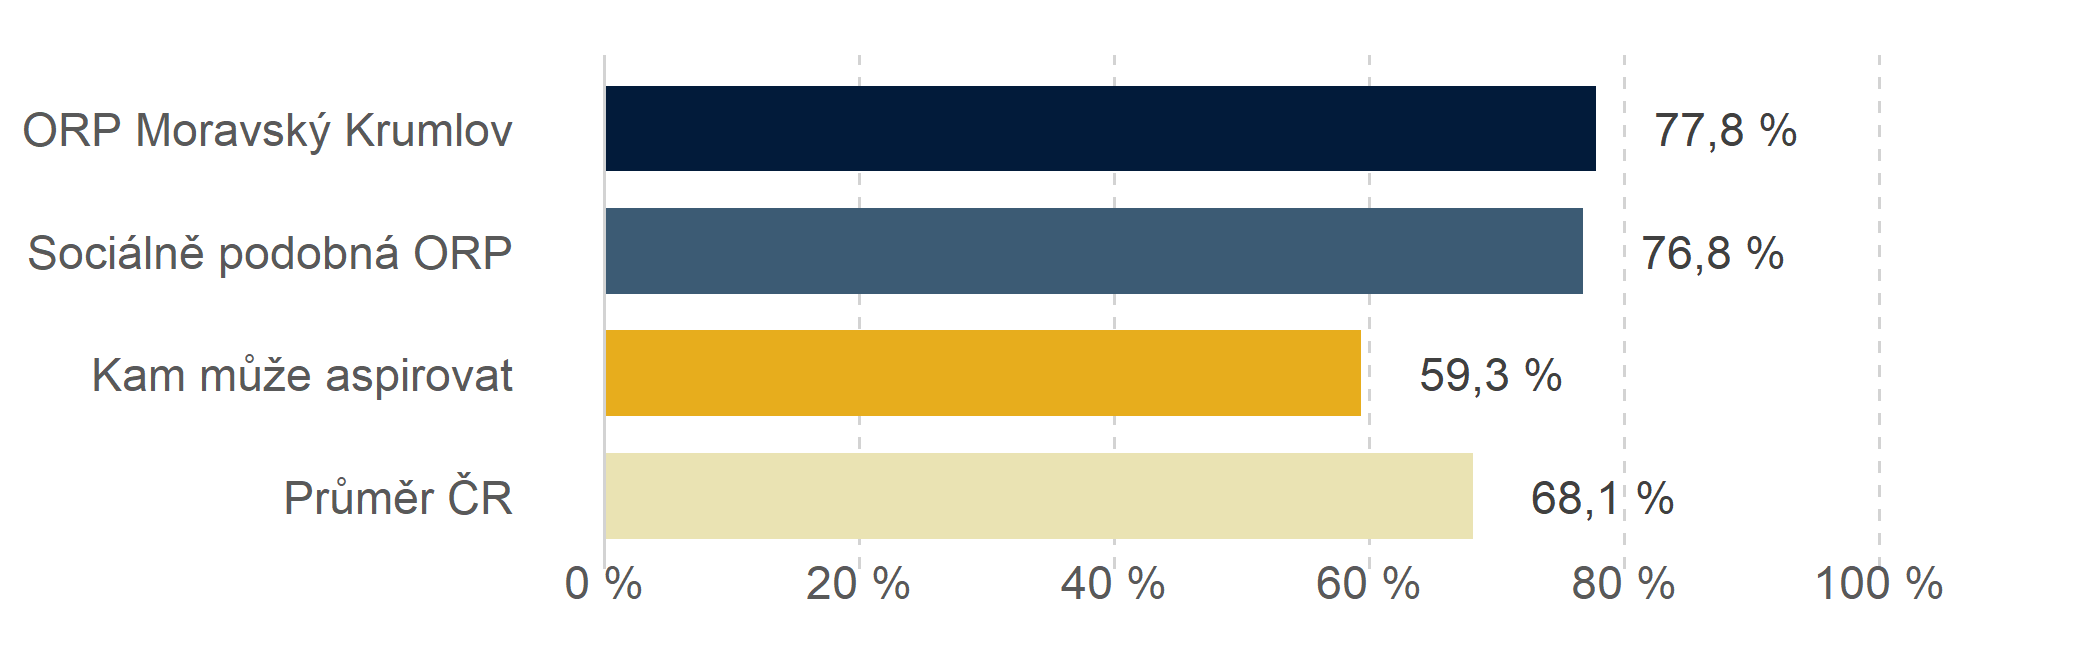 ORP Moravský Krumlov 77,8 %
Sociálně podobná ORP 76,8 %
Kam může aspirovat 59,3 %
Průměr ČR 68,1 %
0 % 20 % 40 % 60 % 80 % 100 %